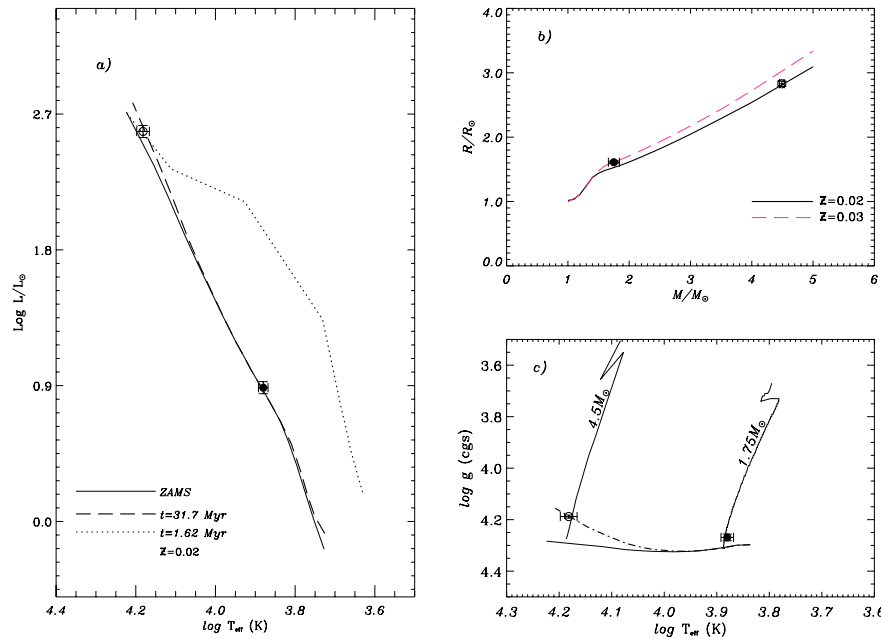 a)
Log L/L⊙
2.7
1.8
0.9
0.0
ZAMS
t=31.7 Myr
t=1.62 Myr
Z=0.02
4.4 4.2 4.0 3.8 3.6
log Teff (K)
b)
R/R⊙
4.0
3.0
2.0
1.0
0.0
Z=0.02
Z=0.03
0 1 2 3 4 5 6
M/M⊙
c)
log g (cgs)
3.6
3.8
4.0
4.2
4.4
4.5M⊙
1.75M⊙
4.3 4.2 4.1 4.0 3.9 3.8 3.7 3.6
log Teff (K)